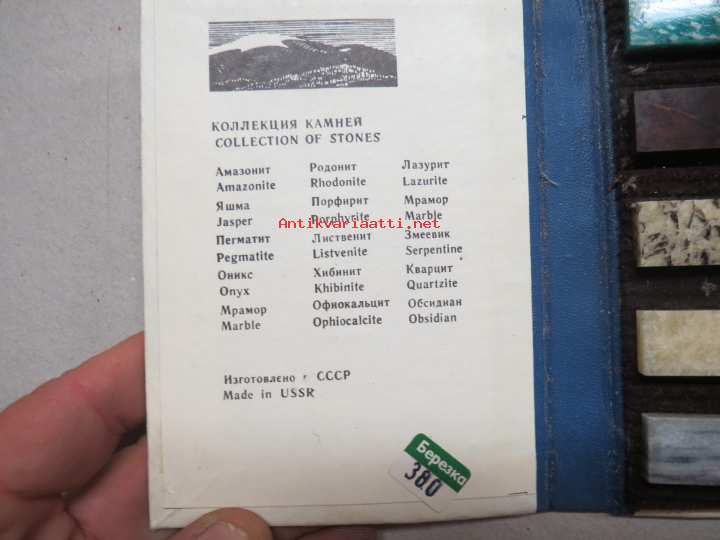 КОЛЛЕКЦИЯ КАМНЕЙ
COLLECTION OF STONES
Амазонит Родонит Лазурит
Amazonite Rhodonite Lazurite
Яшма Порфирит Мрамор
Jasper Porphyrite Marble
Antikvariaatti.net
Пегматит Лиственит Змеевик
Pegmatite Listvenite Serpentine
Оникс Хибинит Кварцит
Onyx Khibinite Quartzite
Мрамор Офиокальцит Обсидиан
Marble Ophiocalcite Obsidian
Изготовлено СССР
Made in USSR
Березка
380